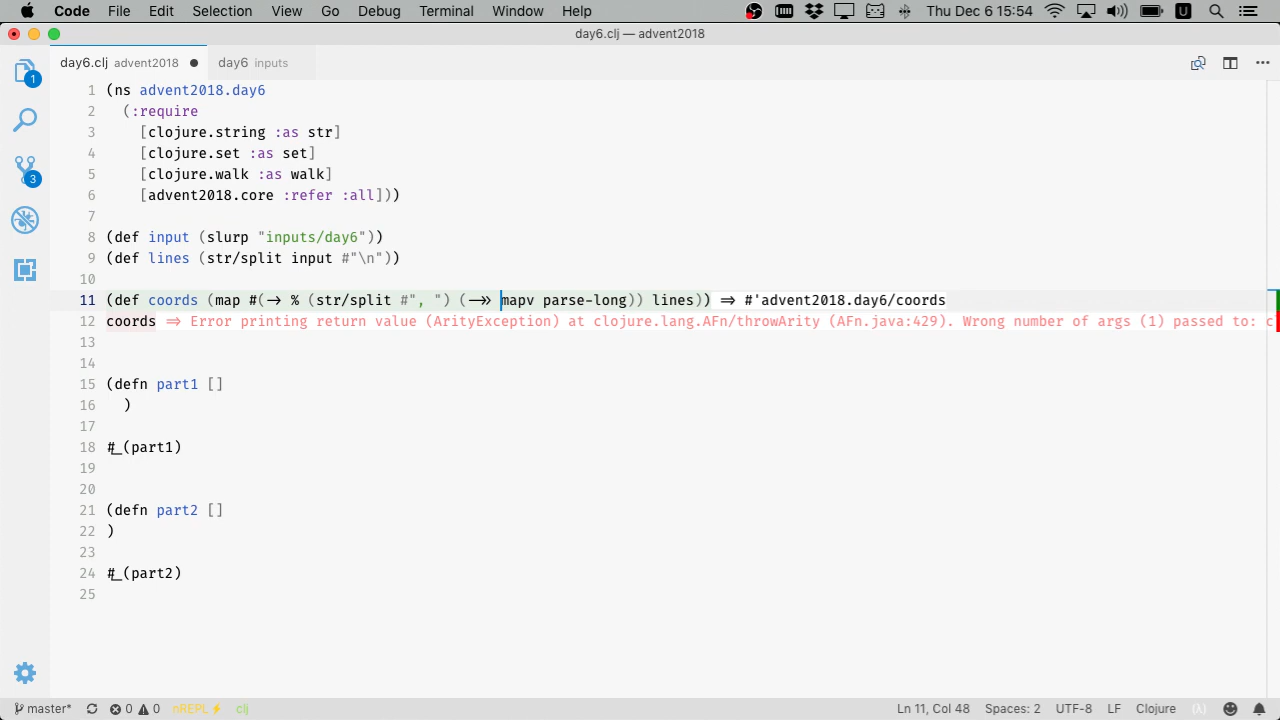 Code File Edit Selection View Go Debug Terminal Window Help Thu Dec 6 15:54
day6.clj — advent2018
day6.clj advent2018 ● day6 inputs
1 (ns advent2018.day6
2 (:require
3 [clojure.string :as str]
4 [clojure.set :as set]
5 [clojure.walk :as walk]
6 [advent2018.core :refer :all]))
7
8 (def input (slurp "inputs/day6"))
9 (def lines (str/split input #"\n"))
10
11 (def coords (map #(-> % (str/split #", ") (->> mapv parse-long)) lines)) => #'advent2018.day6/coords
12 coords => Error printing return value (ArityException) at clojure.lang.AFn/throwArity (AFn.java:429). Wrong number of args (1) passed to: c
13
14
15 (defn part1 []
16 )
17
18 #_(part1)
19
20
21 (defn part2 []
22 )
23
24 #_(part2)
25
1
3
master* 0 0 nREPL⚡ clj Ln 11, Col 48 Spaces: 2 UTF-8 LF Clojure (λ)